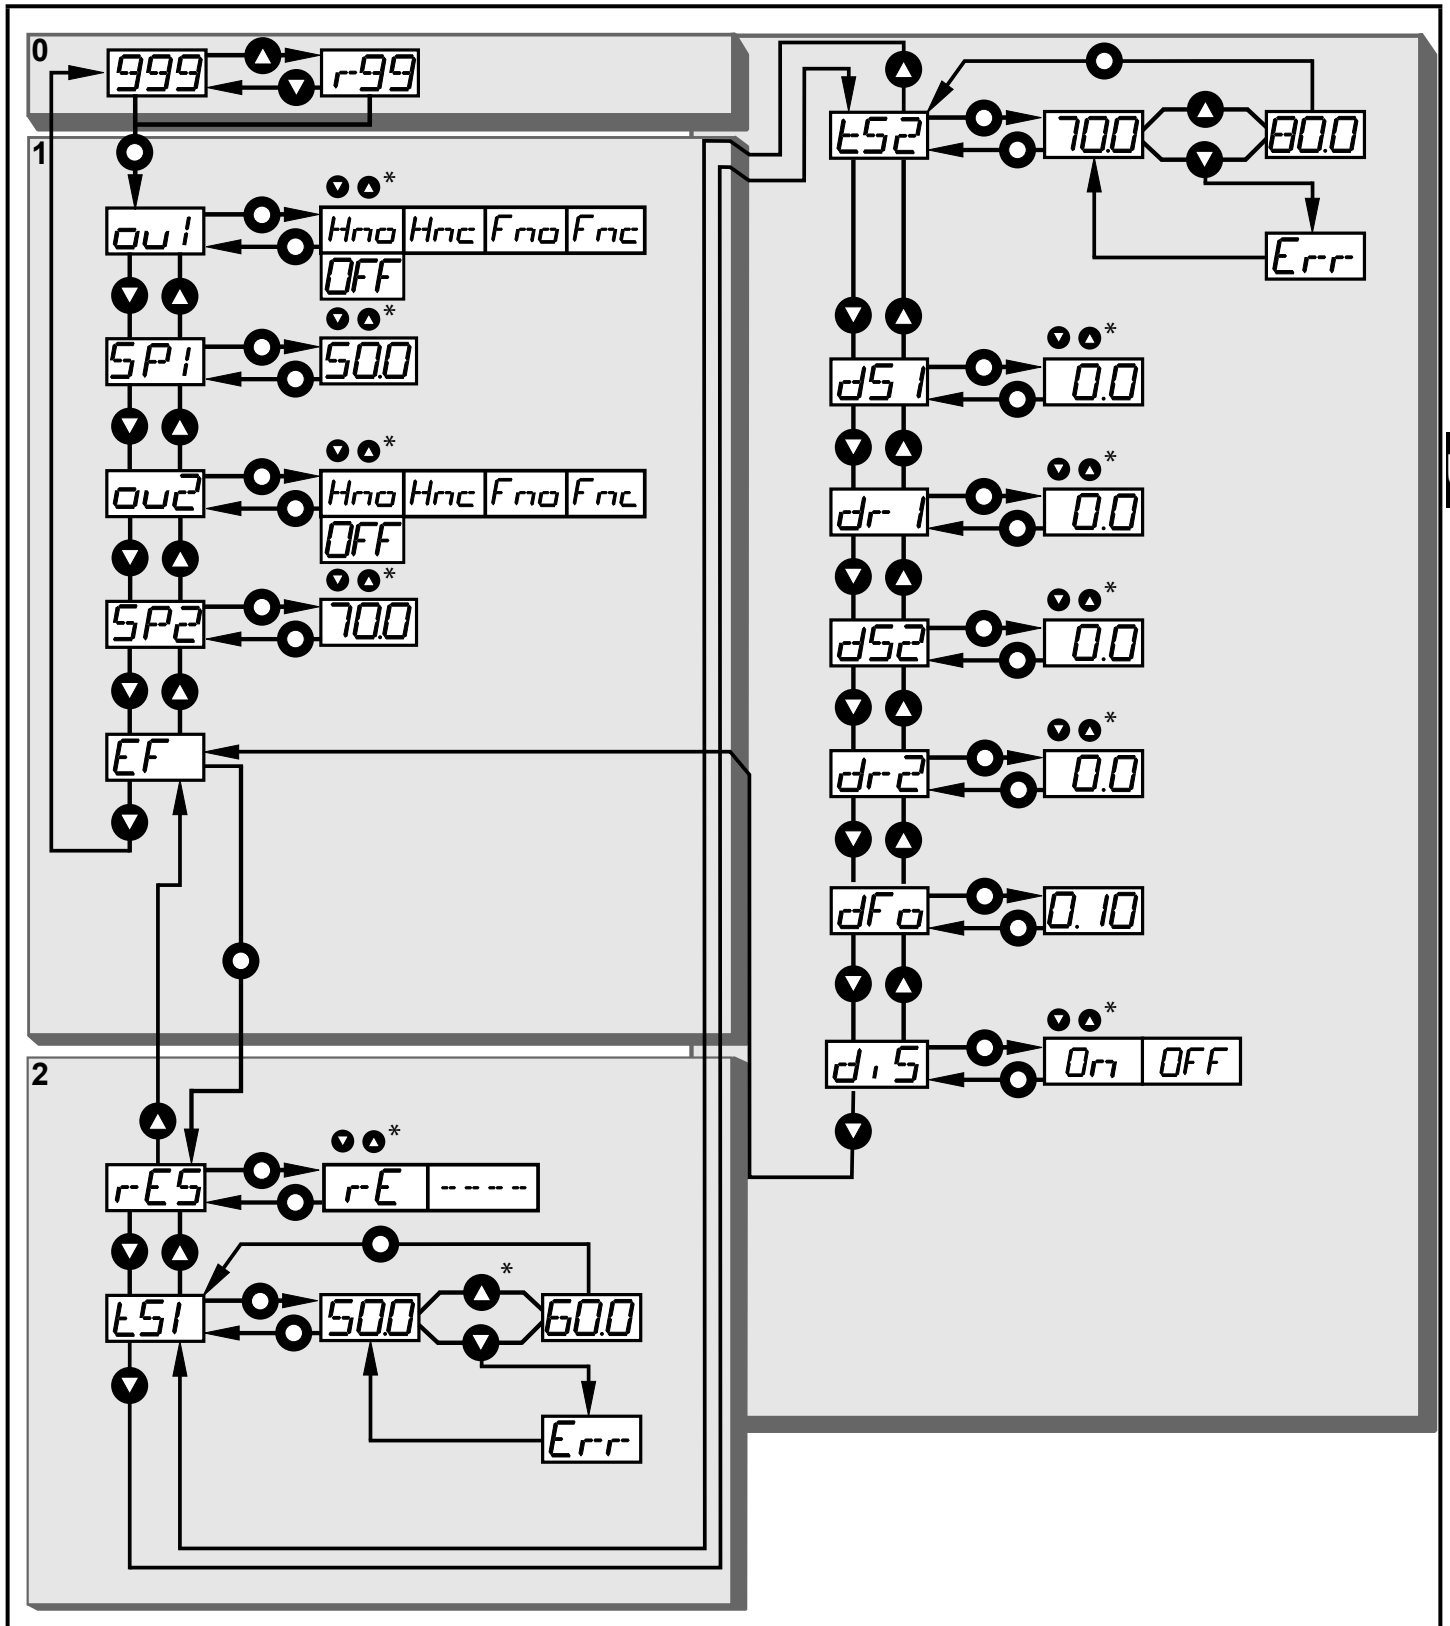 0
999 r99
1
ou1 Hno Hnc Fno Fnc
OFF
SP1 50.0
ou2 Hno Hnc Fno Fnc
OFF
SP2 70.0
EF
2
rES rE ----
tS1 50.0 60.0
Err
tS2 70.0 80.0
Err
dS1 0.0
dr1 0.0
dS2 0.0
dr2 0.0
dFo 0.10
diS On OFF